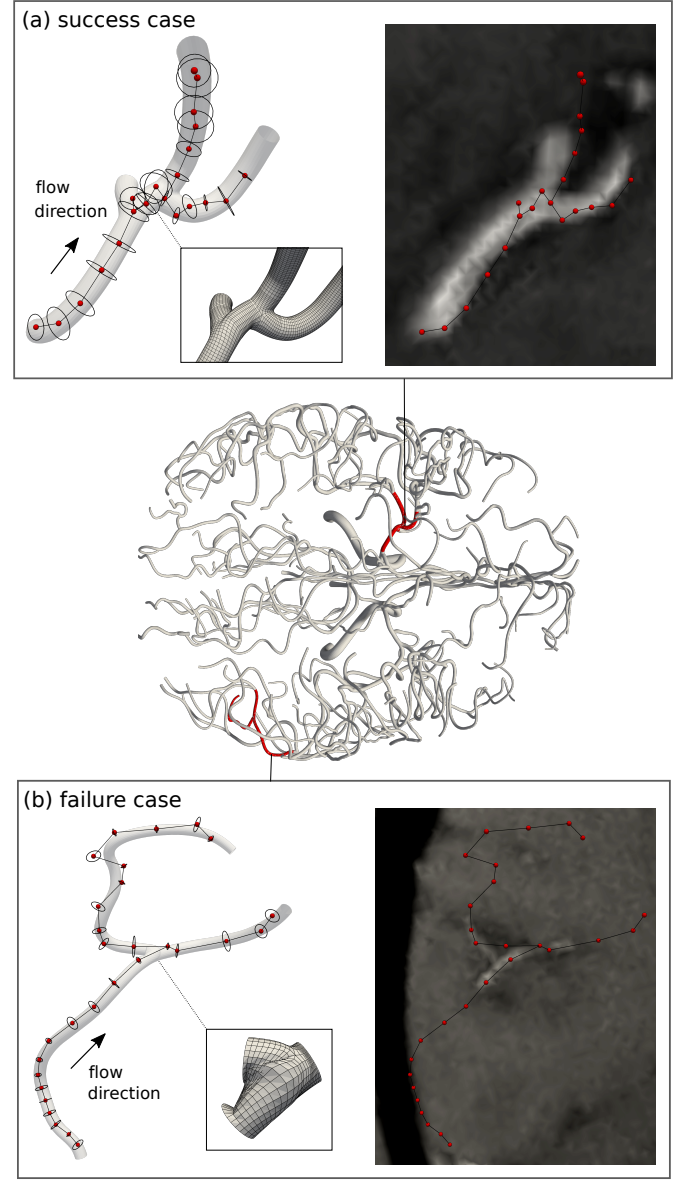 (a) success case
flow
direction
(b) failure case
flow
direction